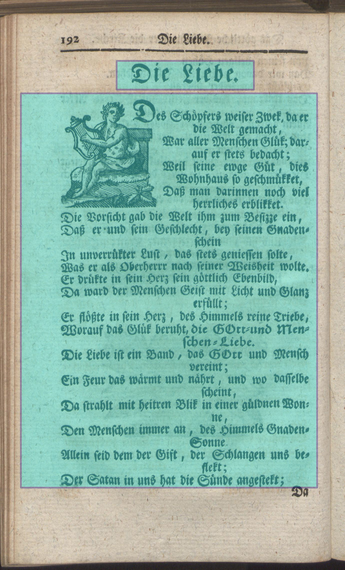 192 Die Liebe.
Die Liebe.
Des Schöpfers weiser Zwek, da er
die Welt gemacht,
War aller Menschen Glük; dar-
auf er stets bedacht;
Weil seine ewge Güt, dies
Wohnhaus so geschmükket,
Daß man darinnen noch viel
herrliches erblikket.
Die Vorsicht gab die Welt ihm zum Besizze ein,
Daß er und sein Geschlecht, bey seinen Gnaden-
schein
In unverrükter Lust, das stets geniessen solte,
Was er als Oberherr nach seiner Weisheit wolte.
Er drükte in sein Herz sein göttlich Ebenbild,
Da ward der Menschen Geist mit Licht und Glanz
erfüllt;
Er flößte in sein Herz, des Himmels reine Triebe,
Worauf das Glük beruht, die GOtt- und Men-
schen-Liebe.
Die Liebe ist ein Band, das GOtt und Mensch
vereint;
Ein Feur das wärmt und nährt, und wo dasselbe
scheint,
Da strahlt mit heitren Blik in einer güldnen Won-
ne,
Den Menschen immer an, des Himmels Gnaden-
Sonne.
Allein seid dem der Gift, der Schlangen uns be-
flekt;
Der Satan in uns hat die Sünde angestekt;
Da